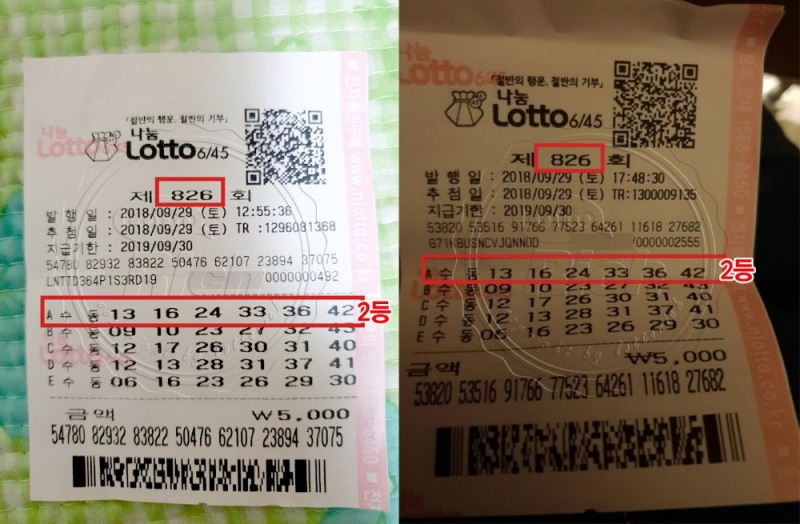 「절반의 행운, 절반의 기부」
나눔
Lotto 6/45
제 826 회
발 행 일 : 2018/09/29 (토) 12:55:36
추 첨 일 : 2018/09/29 (토) TR : 1296081368
지급기한 : 2019/09/30
54780 82932 83822 50476 62107 23894 37075
LNTTD364P1S3RD19 0000000492
A 수 동 13 16 24 33 36 42 2등
B 수 동 09 10 23 27 32 43
C 수 동 12 17 26 30 31 40
D 수 동 12 13 28 31 37 41
E 수 동 06 16 23 26 29 30
금액 ₩5,000
54780 82932 83822 50476 62107 23894 37075
「절반의 행운, 절반의 기부」
나눔
Lotto 6/45
제 826 회
발 행 일 : 2018/09/29 (토) 17:48:30
추 첨 일 : 2018/09/29 (토) TR:1300009135
지급기한 : 2019/09/30
53820 53516 91766 77523 64261 11618 27682
/0000002555
A 수 동 13 16 24 33 36 42 2등
B 수 동 09 10 23 27 32 43
C 수 동 12 17 26 30 31 40
D 수 동 12 13 28 31 37 41
E 수 동 06 16 23 26 29 30
금액 ₩5,000
53820 53516 91766 77523 64261 11618 27682